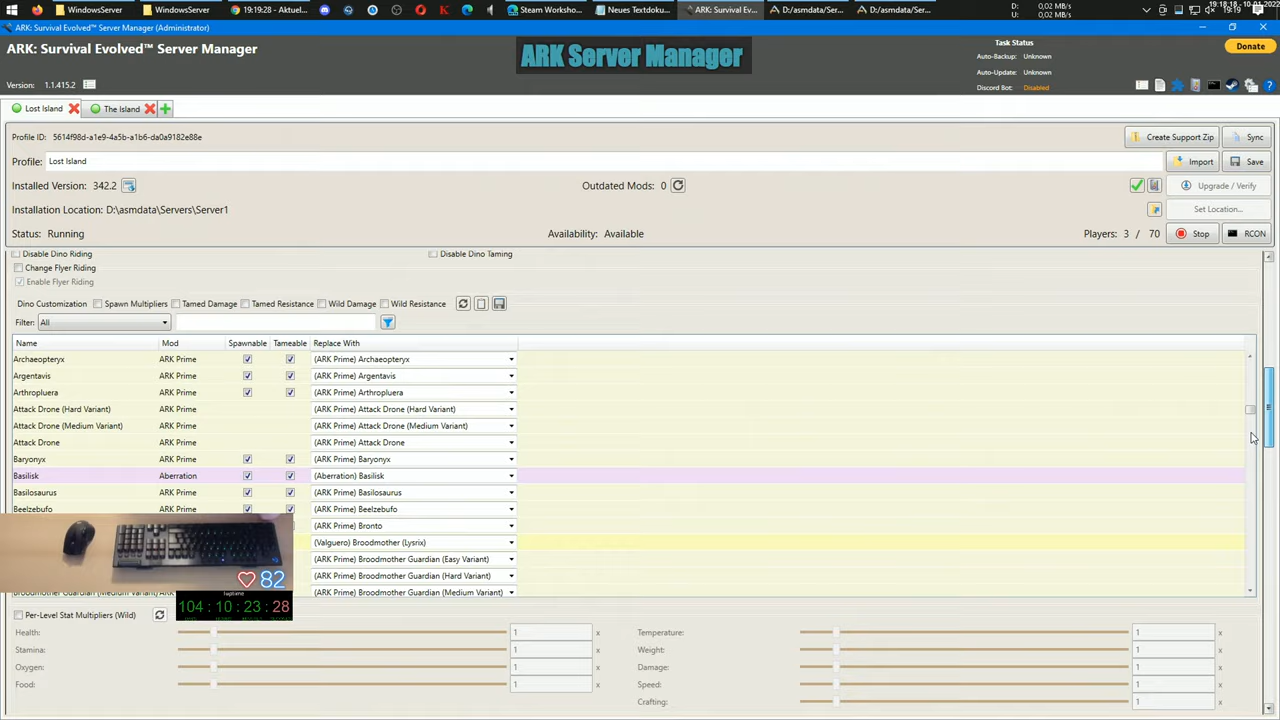 WindowsServer
WindowsServer
19:19:28 - Aktuel...
Steam Worksho...
Neues Textdoku...
ARK: Survival Ev...
D:/asmdata/Ser...
D:/asmdata/Ser...
D: 0,02 MB/s
U: 0,02 MB/s
ARK: Survival Evolved™ Server Manager (Administrator)
ARK: Survival Evolved™ Server Manager
ARK Server Manager
Task Status
Auto-Backup: Unknown
Auto-Update: Unknown
Discord Bot: Disabled
Donate
Version: 1.1.415.2
Lost Island
The Island
Profile ID: 5614f98d-a1e9-4a5b-a1b6-da0a9182e88e
Create Support Zip
Sync
Profile: Lost Island
Import
Save
Installed Version: 342.2
Outdated Mods: 0
Upgrade / Verify
Installation Location: D:\asmdata\Servers\Server1
Set Location...
Status: Running
Availability: Available
Players: 3 / 70
Stop
RCON
Disable Dino Riding
Disable Dino Taming
Change Flyer Riding
Enable Flyer Riding
Dino Customization Spawn Multipliers Tamed Damage Tamed Resistance Wild Damage Wild Resistance
Filter: All
Name Mod Spawnable Tameable Replace With
Archaeopteryx ARK Prime (ARK Prime) Archaeopteryx
Argentavis ARK Prime (ARK Prime) Argentavis
Arthropluera ARK Prime (ARK Prime) Arthropluera
Attack Drone (Hard Variant) ARK Prime (ARK Prime) Attack Drone (Hard Variant)
Attack Drone (Medium Variant) ARK Prime (ARK Prime) Attack Drone (Medium Variant)
Attack Drone ARK Prime (ARK Prime) Attack Drone
Baryonyx ARK Prime (ARK Prime) Baryonyx
Basilisk Aberration (Aberration) Basilisk
Basilosaurus ARK Prime (ARK Prime) Basilosaurus
Beelzebufo ARK Prime (ARK Prime) Beelzebufo
(ARK Prime) Bronto
(Valguero) Broodmother (Lysrix)
(ARK Prime) Broodmother Guardian (Easy Variant)
(ARK Prime) Broodmother Guardian (Hard Variant)
(ARK Prime) Broodmother Guardian (Medium Variant)
82
104 : 10 : 23 : 28
Per-Level Stat Multipliers (Wild)
Health: 1 x
Temperature: 1 x
Stamina: 1 x
Weight: 1 x
Oxygen: 1 x
Damage: 1 x
Food: 1 x
Speed: 1 x
Crafting: 1 x